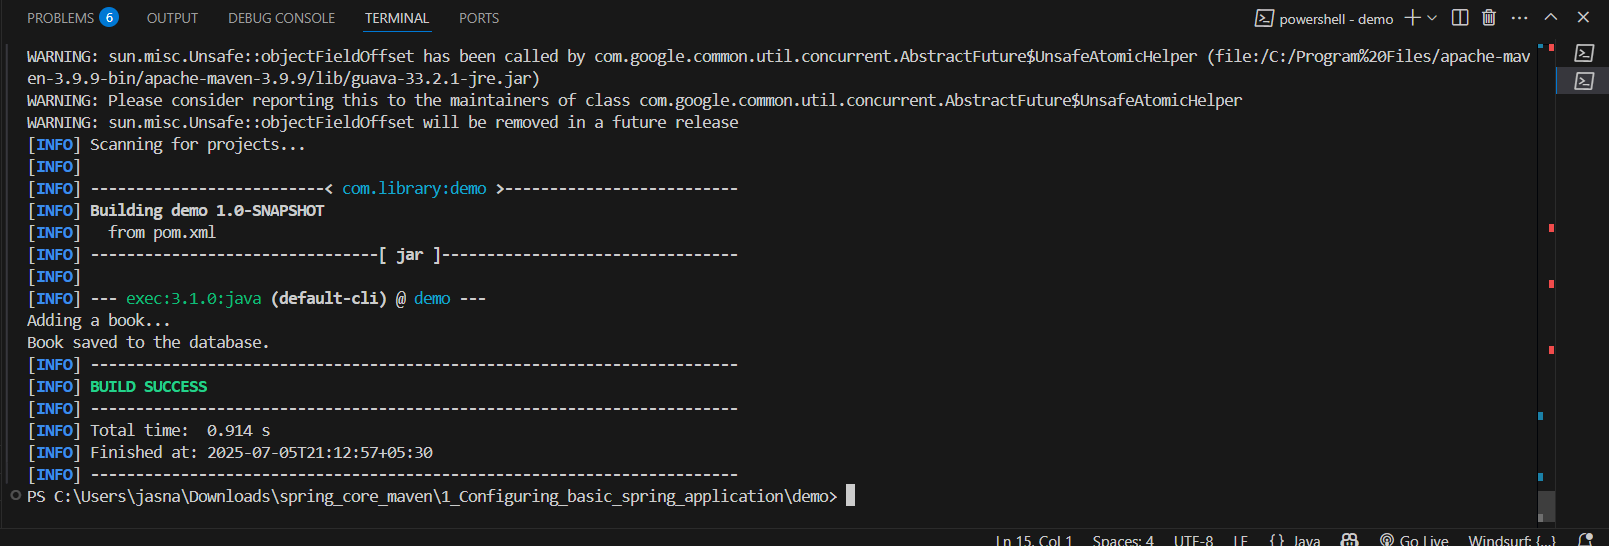 PROBLEMS 6 OUTPUT DEBUG CONSOLE TERMINAL PORTS powershell - demo
WARNING: sun.misc.Unsafe::objectFieldOffset has been called by com.google.common.util.concurrent.AbstractFuture$UnsafeAtomicHelper (file:/C:/Program%20Files/apache-mav
en-3.9.9-bin/apache-maven-3.9.9/lib/guava-33.2.1-jre.jar)
WARNING: Please consider reporting this to the maintainers of class com.google.common.util.concurrent.AbstractFuture$UnsafeAtomicHelper
WARNING: sun.misc.Unsafe::objectFieldOffset will be removed in a future release
[INFO] Scanning for projects...
[INFO]
[INFO] --------------------------< com.library:demo >--------------------------
[INFO] Building demo 1.0-SNAPSHOT
[INFO]   from pom.xml
[INFO] --------------------------------[ jar ]---------------------------------
[INFO]
[INFO] --- exec:3.1.0:java (default-cli) @ demo ---
Adding a book...
Book saved to the database.
[INFO] ------------------------------------------------------------------------
[INFO] BUILD SUCCESS
[INFO] ------------------------------------------------------------------------
[INFO] Total time:  0.914 s
[INFO] Finished at: 2025-07-05T21:12:57+05:30
[INFO] ------------------------------------------------------------------------
PS C:\Users\jasna\Downloads\spring_core_maven\1_Configuring_basic_spring_application\demo>
Ln 15, Col 1 Spaces: 4 UTF-8 LF {} Java Go Live Windsurf: {...}